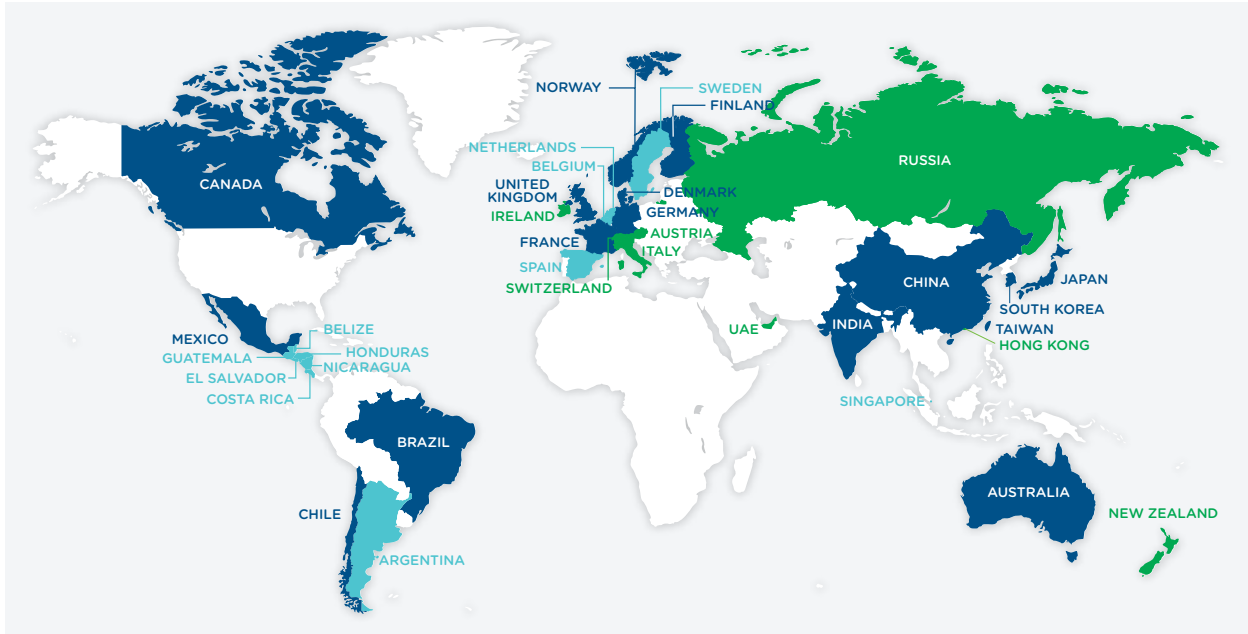 NORWAY
SWEDEN
FINLAND
NETHERLANDS
BELGIUM
RUSSIA
CANADA
UNITED
KINGDOM
DENMARK
IRELAND
GERMANY
AUSTRIA
FRANCE
ITALY
SPAIN
SWITZERLAND
CHINA
JAPAN
SOUTH KOREA
INDIA
TAIWAN
UAE
HONG KONG
MEXICO
BELIZE
GUATEMALA
HONDURAS
NICARAGUA
EL SALVADOR
COSTA RICA
SINGAPORE
BRAZIL
AUSTRALIA
CHILE
NEW ZEALAND
ARGENTINA